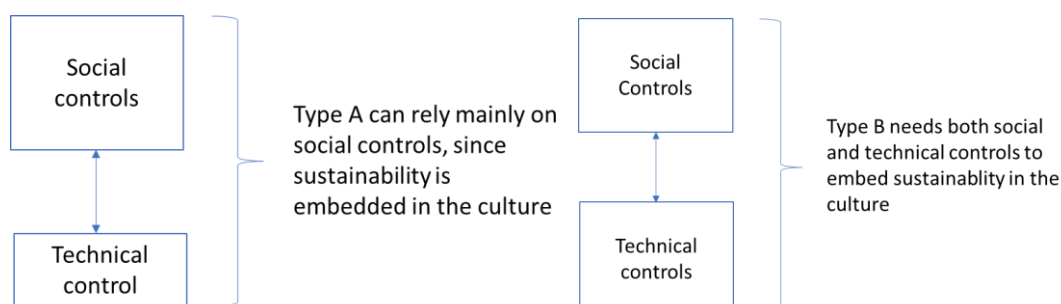 Social
controls
Technical
control
Type A can rely mainly on
social controls, since
sustainability is
embedded in the culture
Social
Controls
Technical
controls
Type B needs both social
and technical controls to
embed sustainablity in the
culture